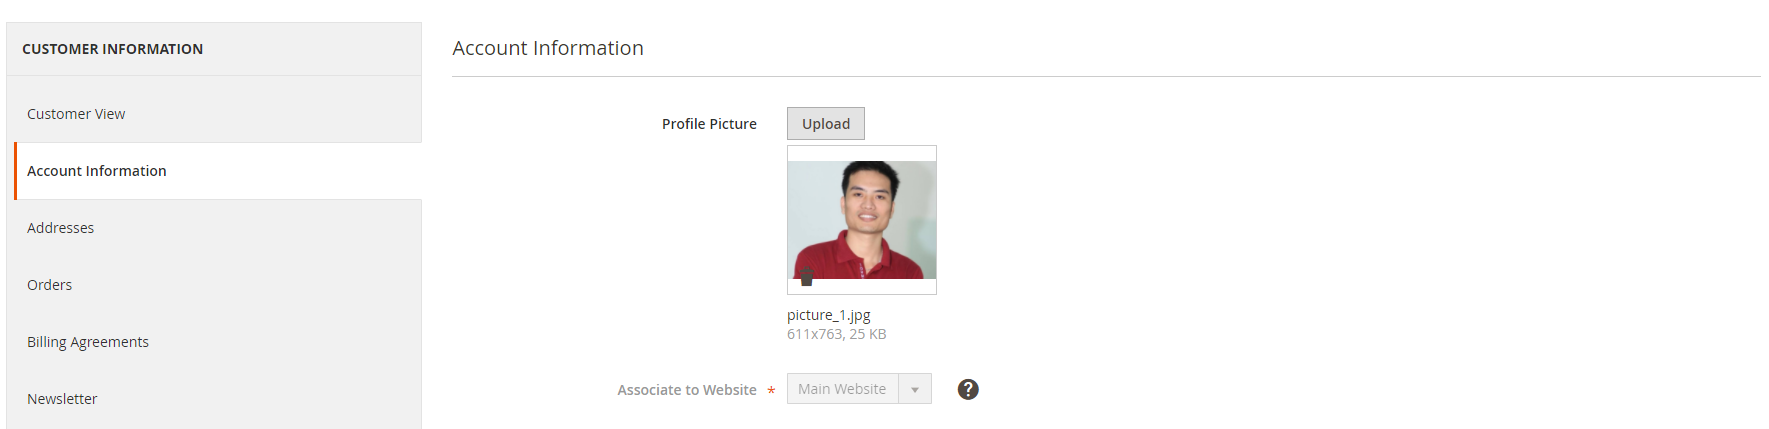 CUSTOMER INFORMATION
Customer View
Account Information
Addresses
Orders
Billing Agreements
Newsletter
Account Information
Profile Picture
Upload
picture_1.jpg
611x763, 25 KB
Associate to Website *
Main Website
?